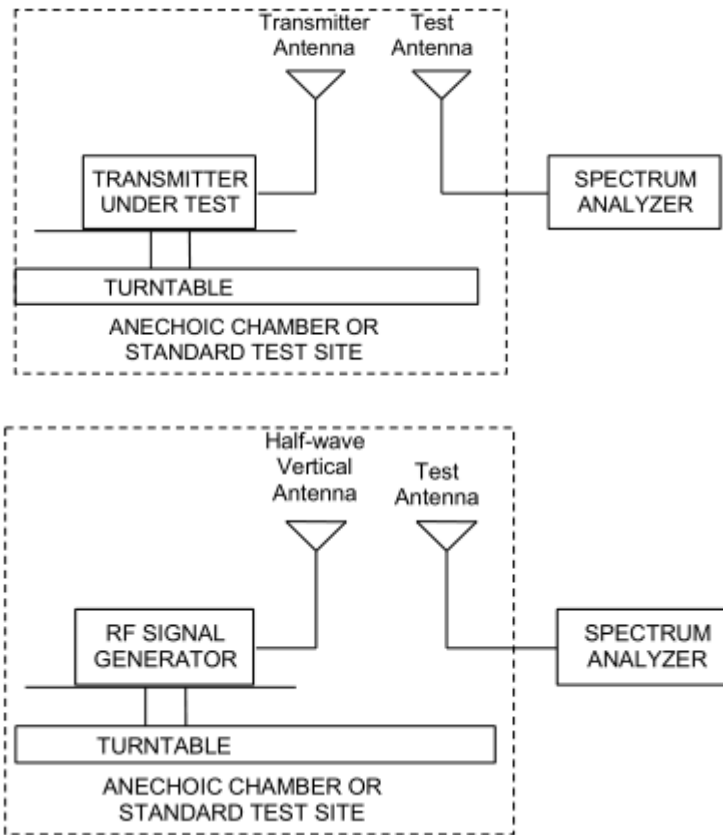 Transmitter
Antenna
Test
Antenna
TRANSMITTER
UNDER TEST
SPECTRUM
ANALYZER
TURNTABLE
ANECHOIC CHAMBER OR
STANDARD TEST SITE
Half-wave
Vertical
Antenna
Test
Antenna
RF SIGNAL
GENERATOR
SPECTRUM
ANALYZER
TURNTABLE
ANECHOIC CHAMBER OR
STANDARD TEST SITE